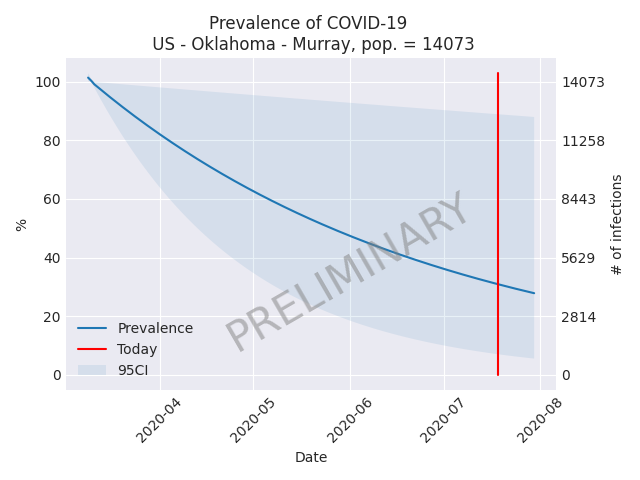 Prevalence of COVID-19
US - Oklahoma - Murray, pop. = 14073
100
80
60
40
20
0
%
14073
11258
8443
5629
2814
0
# of infections
PRELIMINARY
Prevalence
Today
95CI
2020-04
2020-05
2020-06
2020-07
2020-08
Date